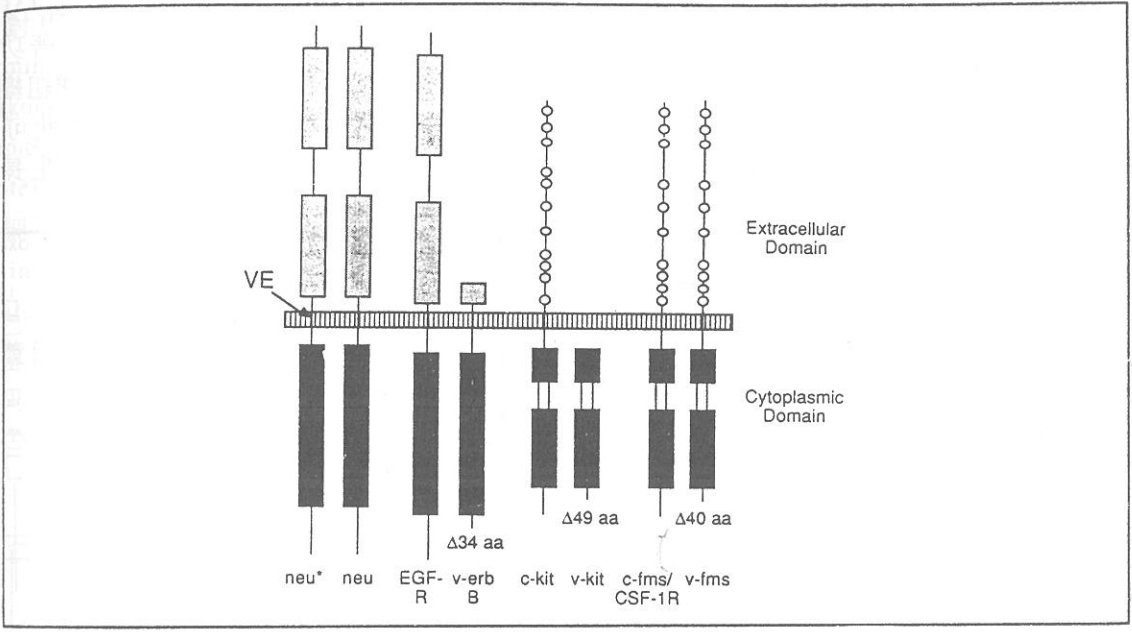 VE
Extracellular
Domain
Cytoplasmic
Domain
Δ34 aa
Δ49 aa
Δ40 aa
neu*
neu
EGF-
R
v-erb
B
c-kit
v-kit
c-fms/
CSF-1R
v-fms